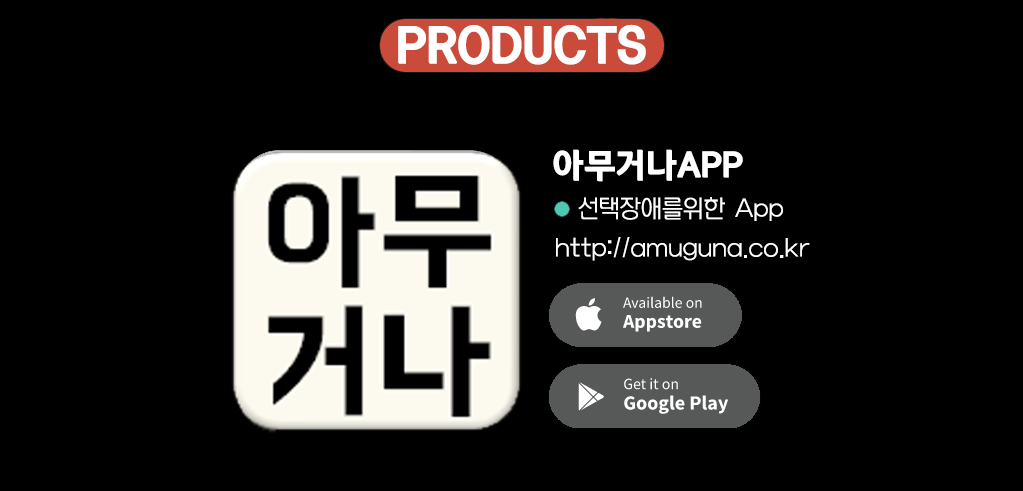 PRODUCTS
아무
거나
아무거나APP
선택장애를위한 App
http://amuguna.co.kr
Available on
Appstore
Get it on
Google Play